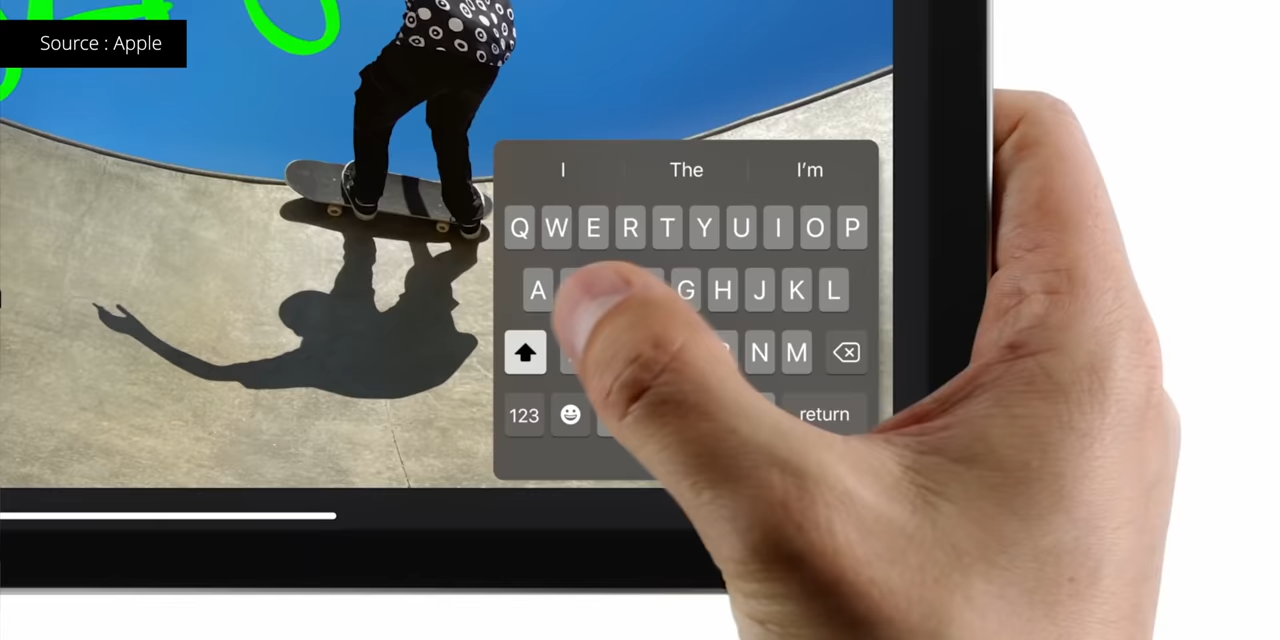 Source : Apple
I The I'm
Q W E R T Y U I O P
A G H J K L
N M
123 return